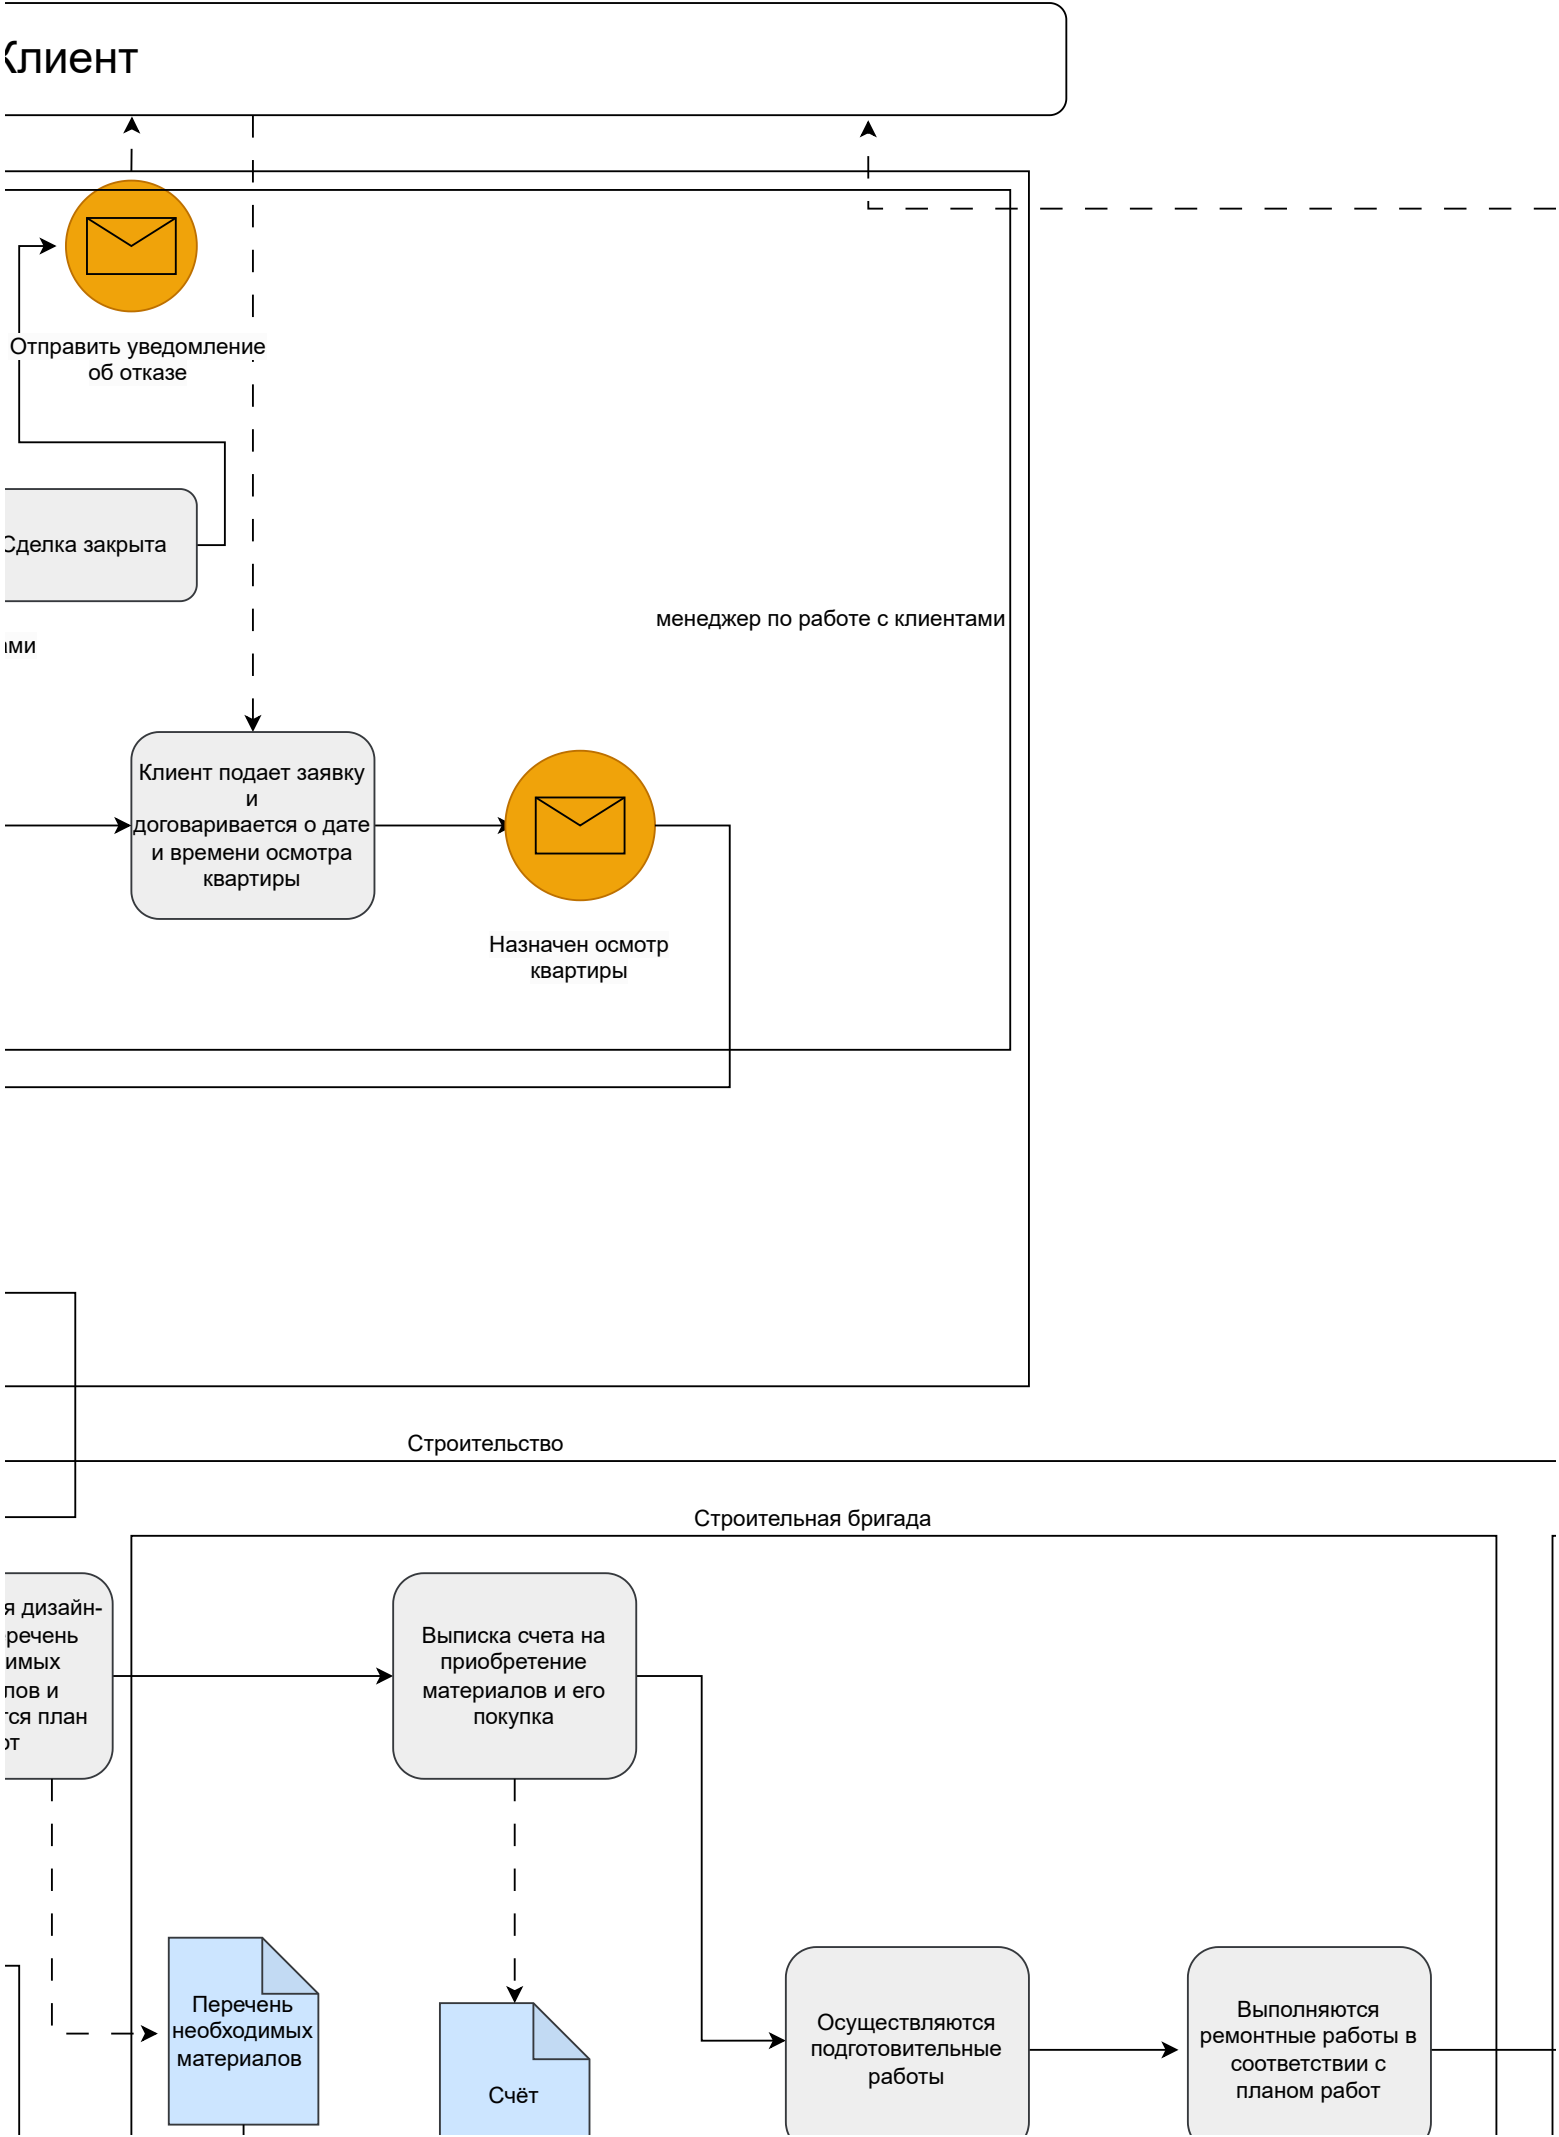 Клиент
Отправить уведомление
об отказе
Сделка закрыта
менеджер по работе с клиентами
ами
Клиент подает заявку
и
договаривается о дате
и времени осмотра
квартиры
Назначен осмотр
квартиры
Строительство
Строительная бригада
я дизайн-
речень
имых
лов и
тся план
от
Выписка счета на
приобретение
материалов и его
покупка
Перечень
необходимых
материалов
Счёт
Осуществляются
подготовительные
работы
Выполняются
ремонтные работы в
соответствии с
планом работ